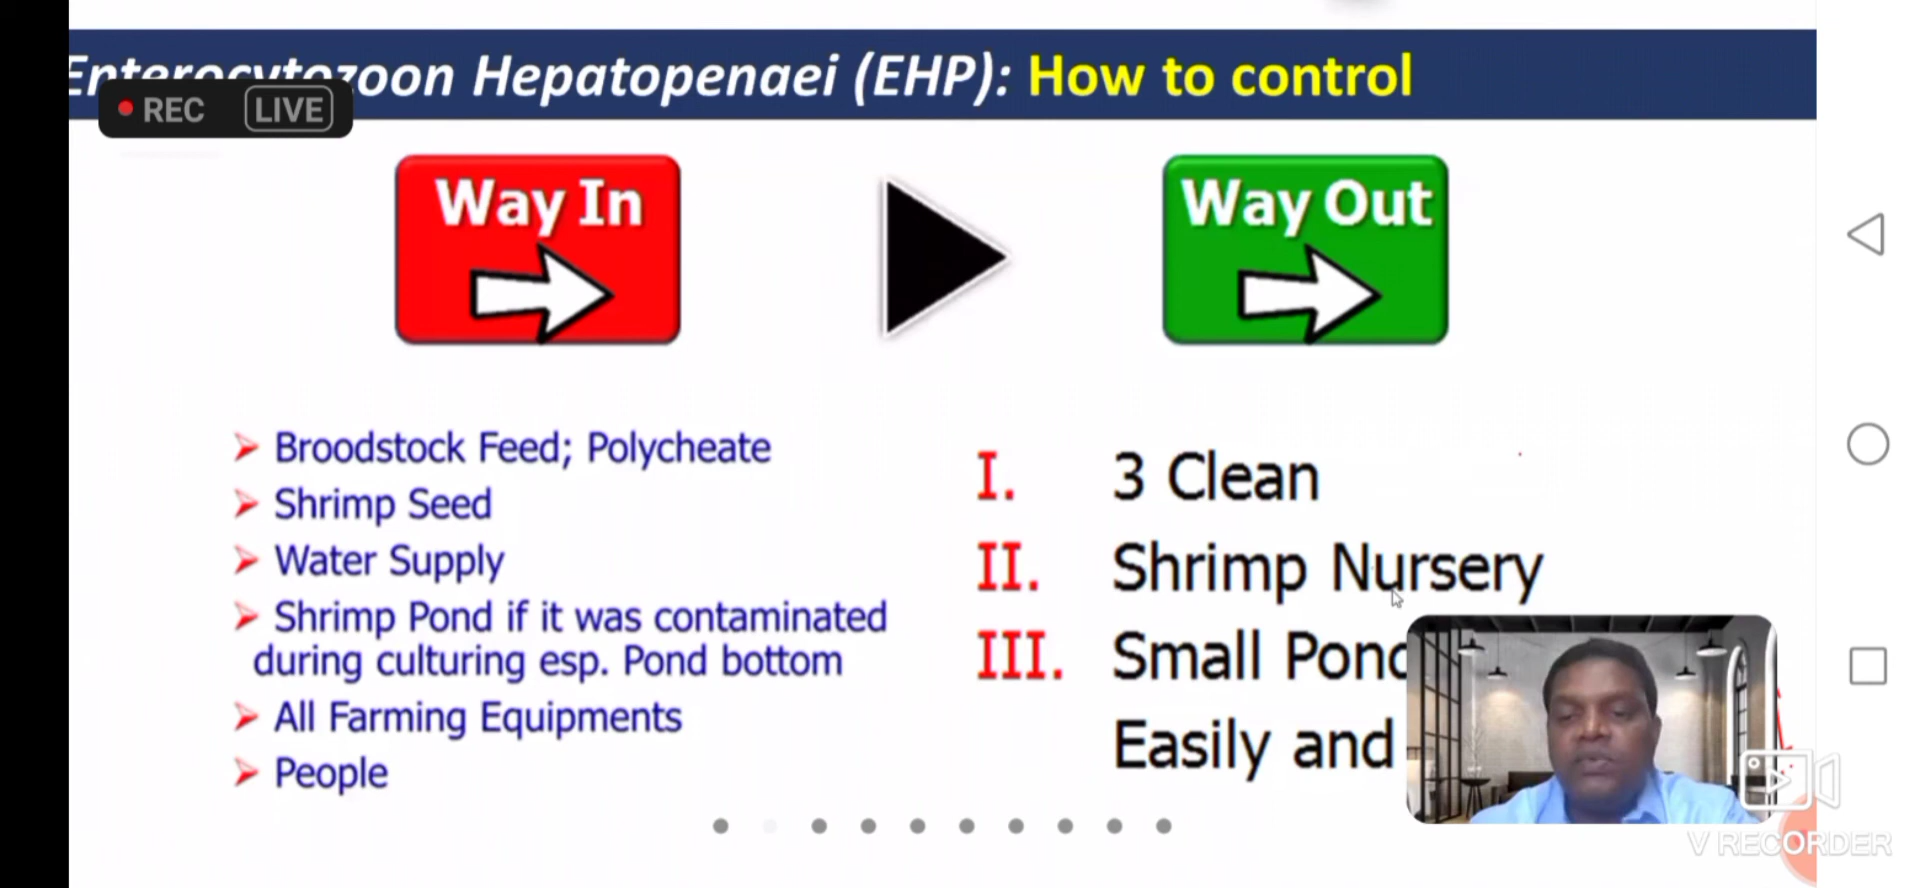 Enterocytozoon Hepatopenaei (EHP): How to control
REC LIVE
Way In
Way Out
Broodstock Feed; Polycheate
Shrimp Seed
Water Supply
Shrimp Pond if it was contaminated
during culturing esp. Pond bottom
All Farming Equipments
People
I. 3 Clean
II. Shrimp Nursery
III. Small
Easily and
V RECORDER